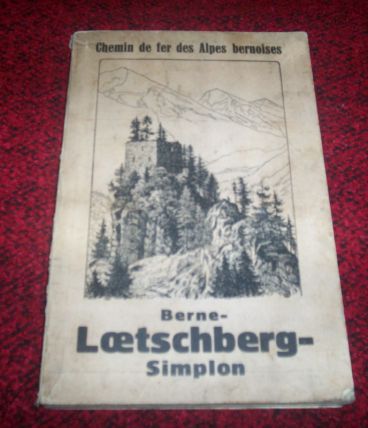 Chemin de fer des Alpes bernoises
Berne-
Lœtschberg-
Simplon